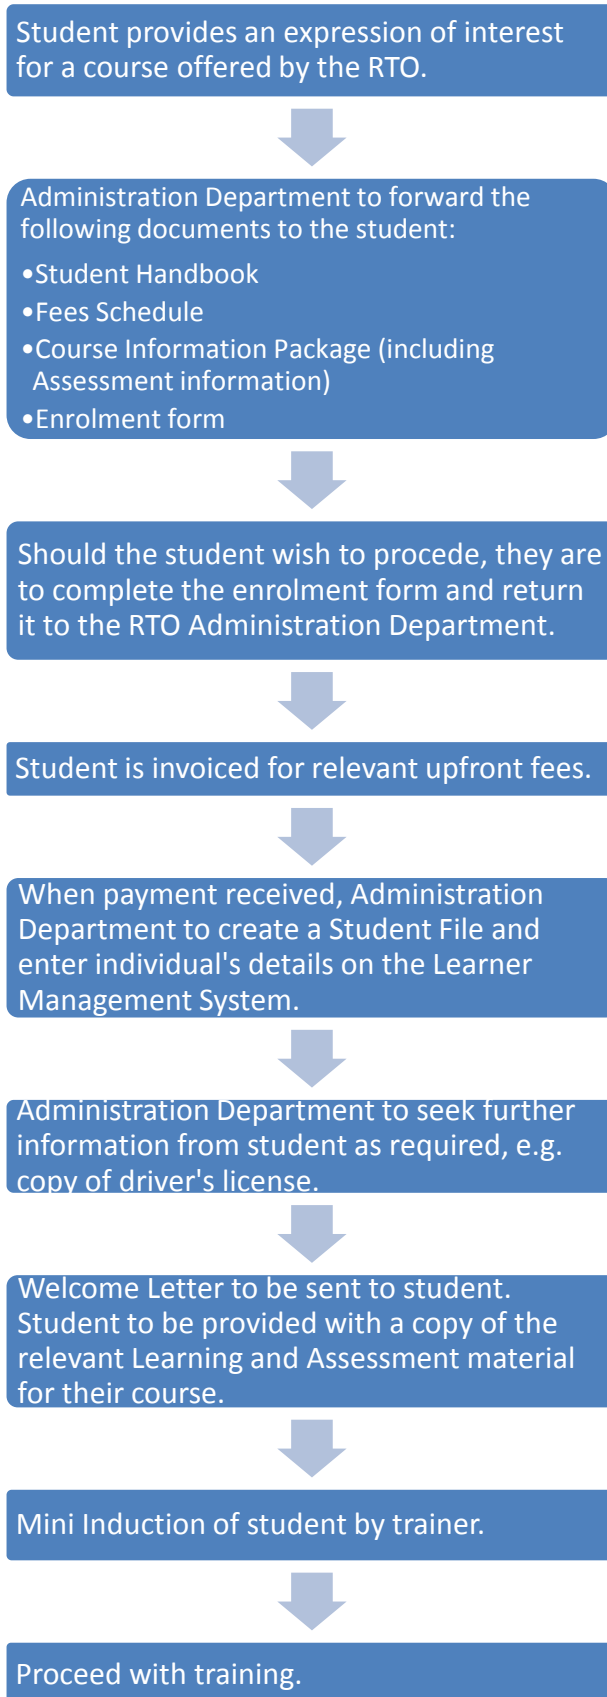 Student provides an expression of interest
for a course offered by the RTO.
Administration Department to forward the
following documents to the student:
•Student Handbook
•Fees Schedule
•Course Information Package (including
Assessment information)
•Enrolment form
Should the student wish to procede, they are
to complete the enrolment form and return
it to the RTO Administration Department.
Student is invoiced for relevant upfront fees.
When payment received, Administration
Department to create a Student File and
enter individual's details on the Learner
Management System.
Administration Department to seek further
information from student as required, e.g.
copy of driver's license.
Welcome Letter to be sent to student.
Student to be provided with a copy of the
relevant Learning and Assessment material
for their course.
Mini Induction of student by trainer.
Proceed with training.